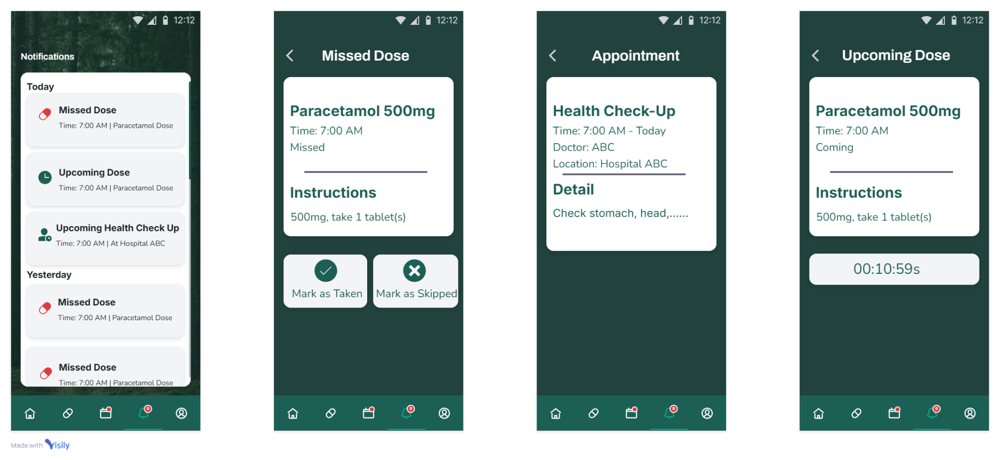 12:12
Notifications
Today
Missed Dose
Time: 7:00 AM | Paracetamol Dose
Upcoming Dose
Time: 7:00 AM | Paracetamol Dose
Upcoming Health Check Up
Time: 7:00 AM | At Hospital ABC
Yesterday
Missed Dose
Time: 7:00 AM | Paracetamol Dose
Missed Dose
Time: 7:00 AM | Paracetamol Dose
9
12:12
Missed Dose
Paracetamol 500mg
Time: 7:00 AM
Missed
Instructions
500mg, take 1 tablet(s)
Mark as Taken
Mark as Skipped
9
12:12
Appointment
Health Check-Up
Time: 7:00 AM - Today
Doctor: ABC
Location: Hospital ABC
Detail
Check stomach, head,......
9
12:12
Upcoming Dose
Paracetamol 500mg
Time: 7:00 AM
Coming
Instructions
500mg, take 1 tablet(s)
00:10:59s
9
Made with Visily